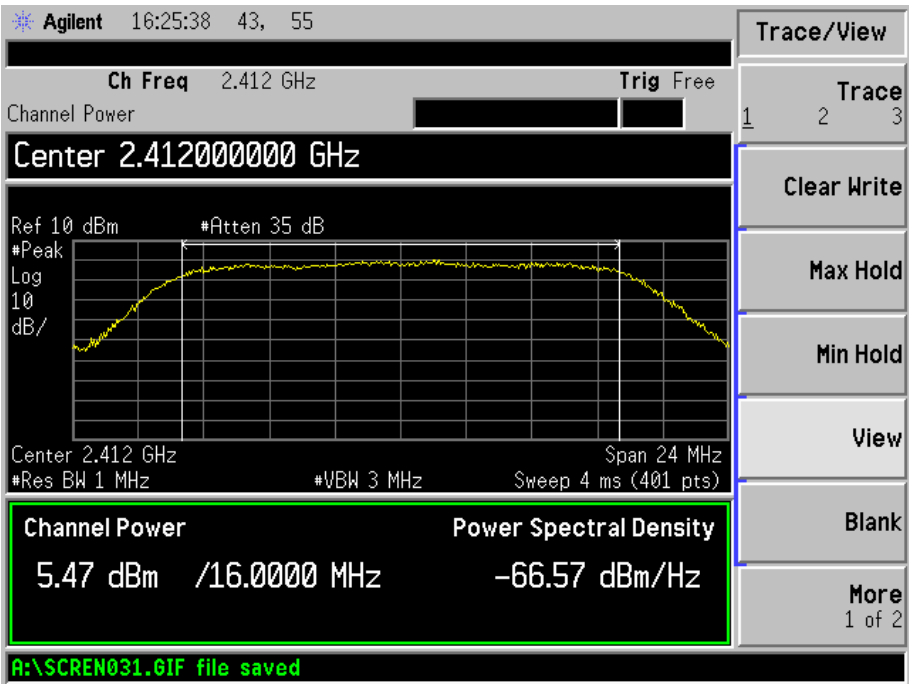 Agilent 16:25:38 43, 55
Trace/View
Ch Freq 2.412 GHz Trig Free
Channel Power
Trace
1 2 3
Center 2.412000000 GHz
Clear Write
Ref 10 dBm #Atten 35 dB
#Peak
Log
10
dB/
Max Hold
Min Hold
View
Center 2.412 GHz Span 24 MHz
#Res BW 1 MHz #VBW 3 MHz Sweep 4 ms (401 pts)
Channel Power Power Spectral Density
Blank
5.47 dBm /16.0000 MHz -66.57 dBm/Hz
More
1 of 2
A:\SCREN031.GIF file saved